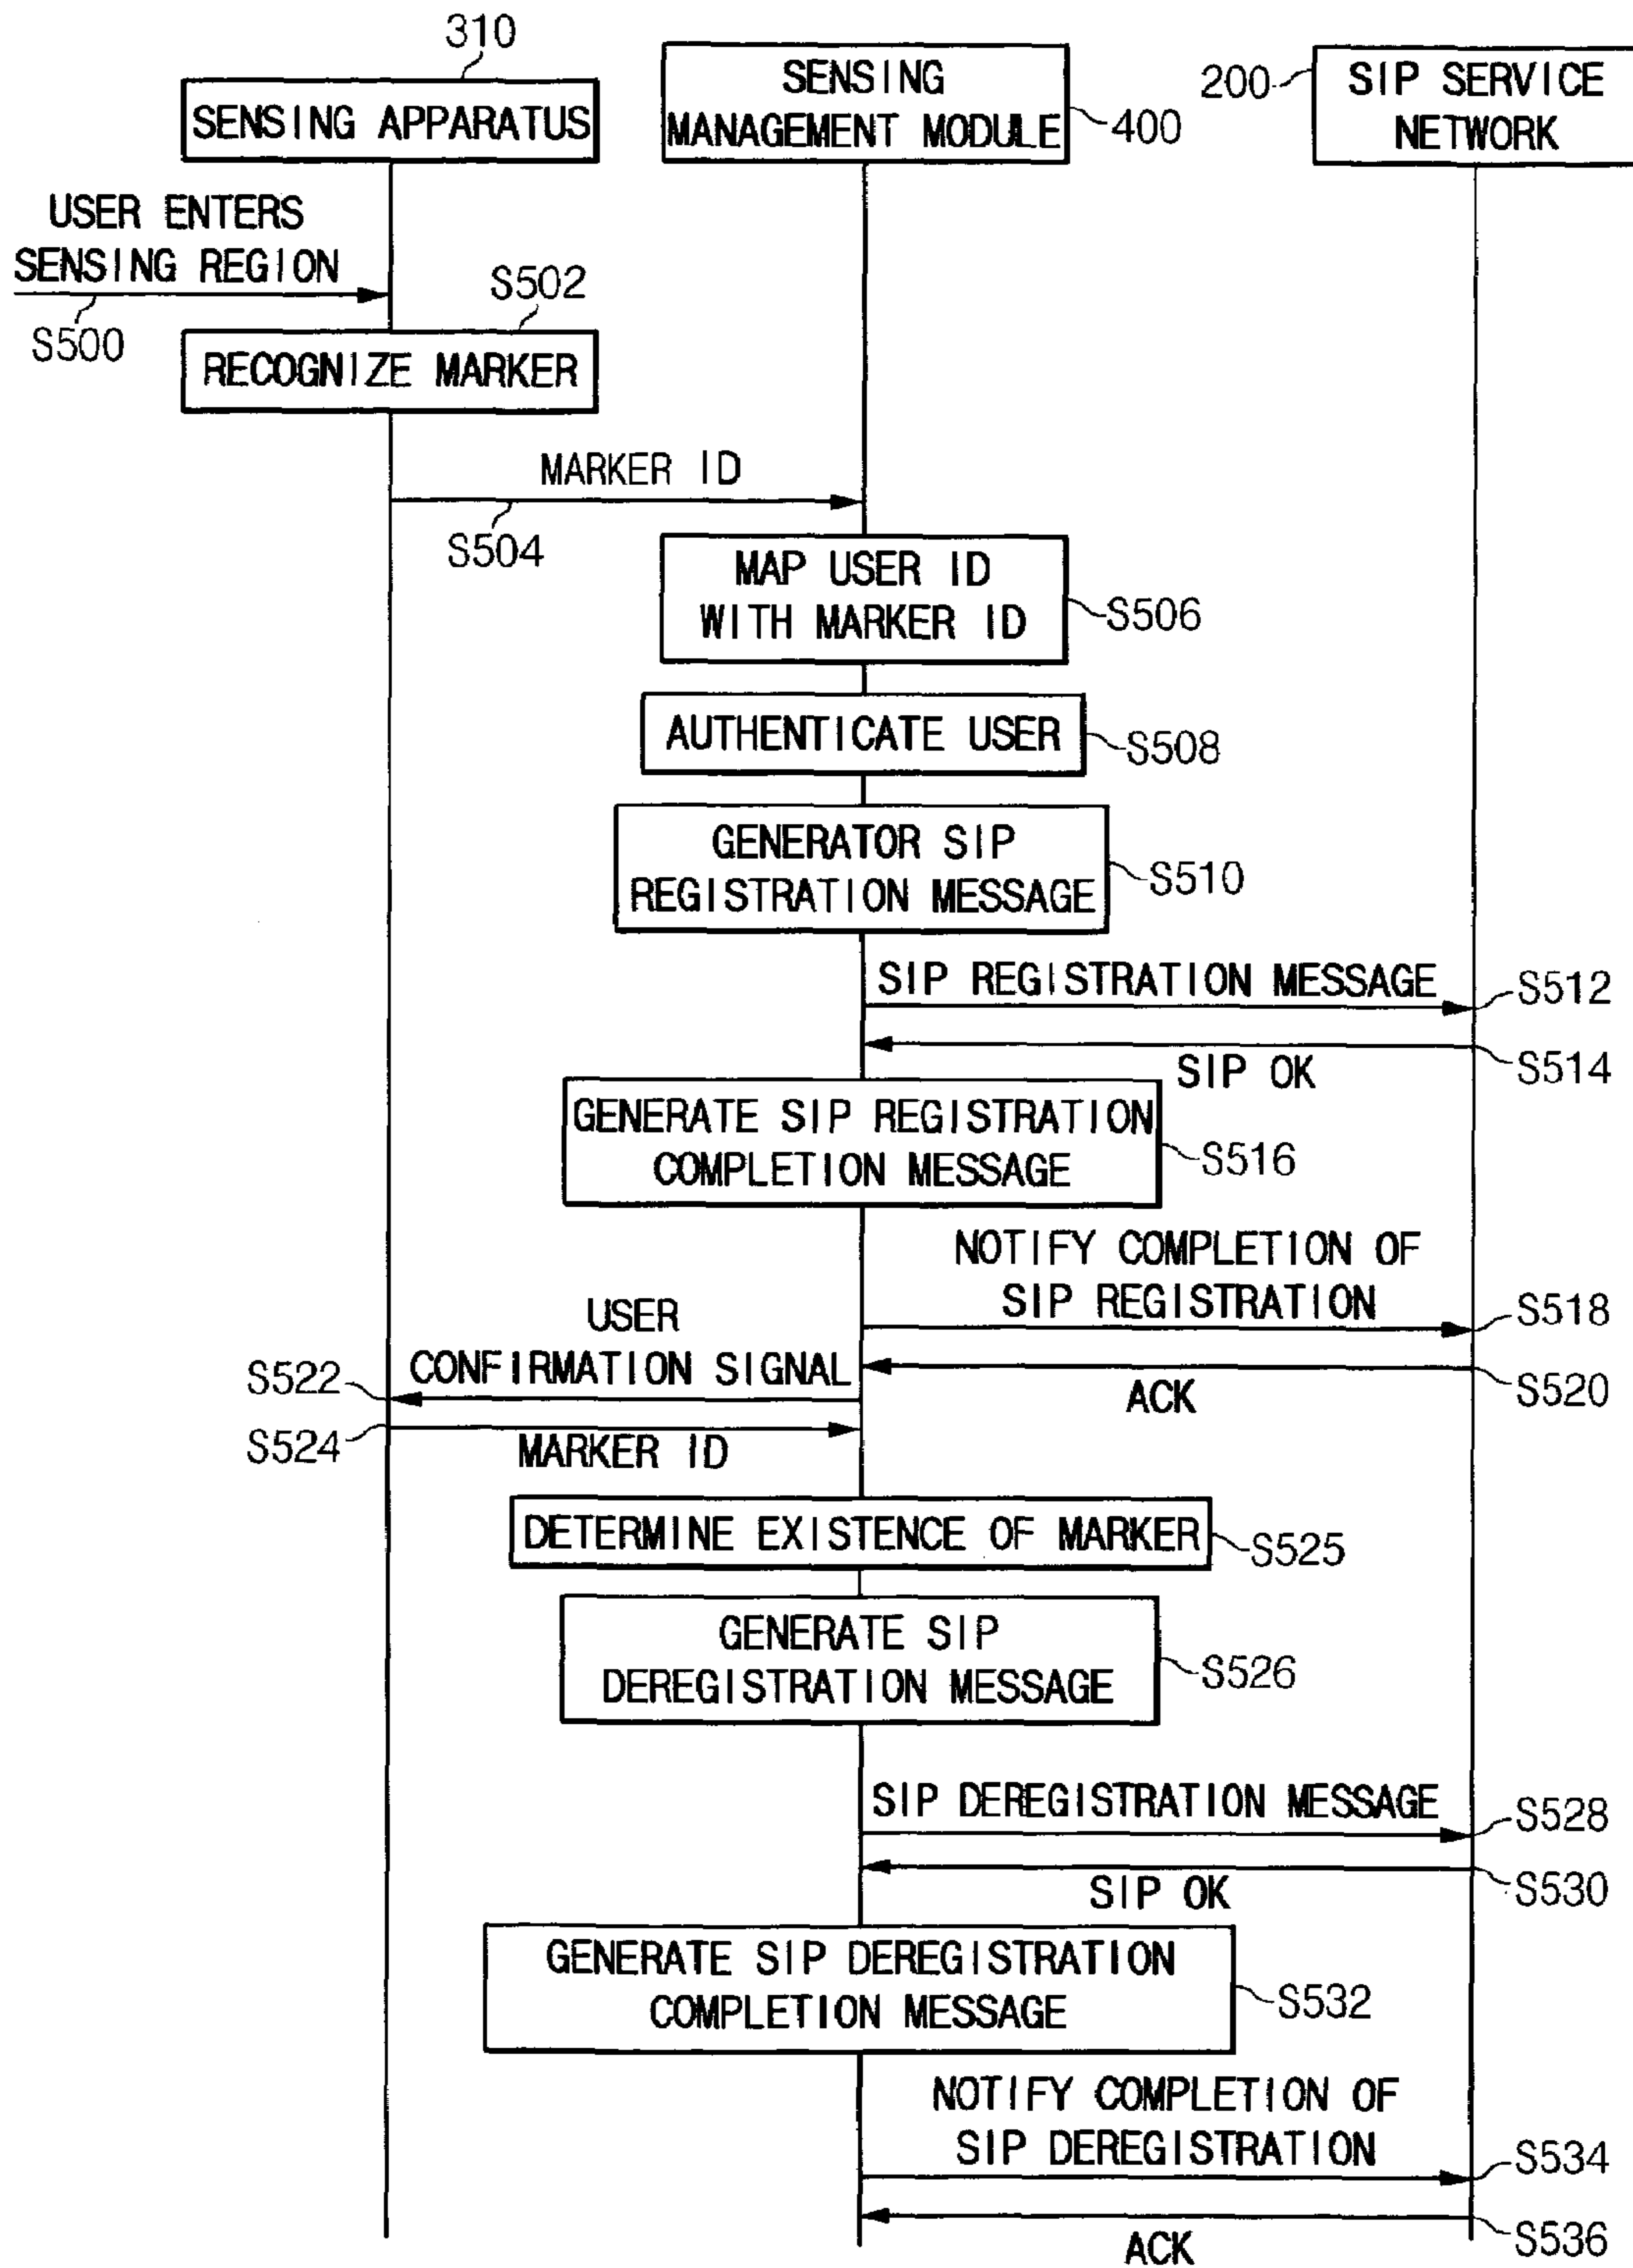 310
SENSING APPARATUS
SENSING
MANAGEMENT MODULE
400
200
SIP SERVICE
NETWORK
USER ENTERS
SENSING REGION
S500
S502
RECOGNIZE MARKER
MARKER ID
S504
MAP USER ID
WITH MARKER ID
S506
AUTHENTICATE USER
S508
GENERATOR SIP
REGISTRATION MESSAGE
S510
SIP REGISTRATION MESSAGE
S512
SIP OK
S514
GENERATE SIP REGISTRATION
COMPLETION MESSAGE
S516
NOTIFY COMPLETION OF
SIP REGISTRATION
S518
USER
CONFIRMATION SIGNAL
S522
ACK
S520
S524
MARKER ID
DETERMINE EXISTENCE OF MARKER
S525
GENERATE SIP
DEREGISTRATION MESSAGE
S526
SIP DEREGISTRATION MESSAGE
S528
SIP OK
S530
GENERATE SIP DEREGISTRATION
COMPLETION MESSAGE
S532
NOTIFY COMPLETION OF
SIP DEREGISTRATION
S534
ACK
S536